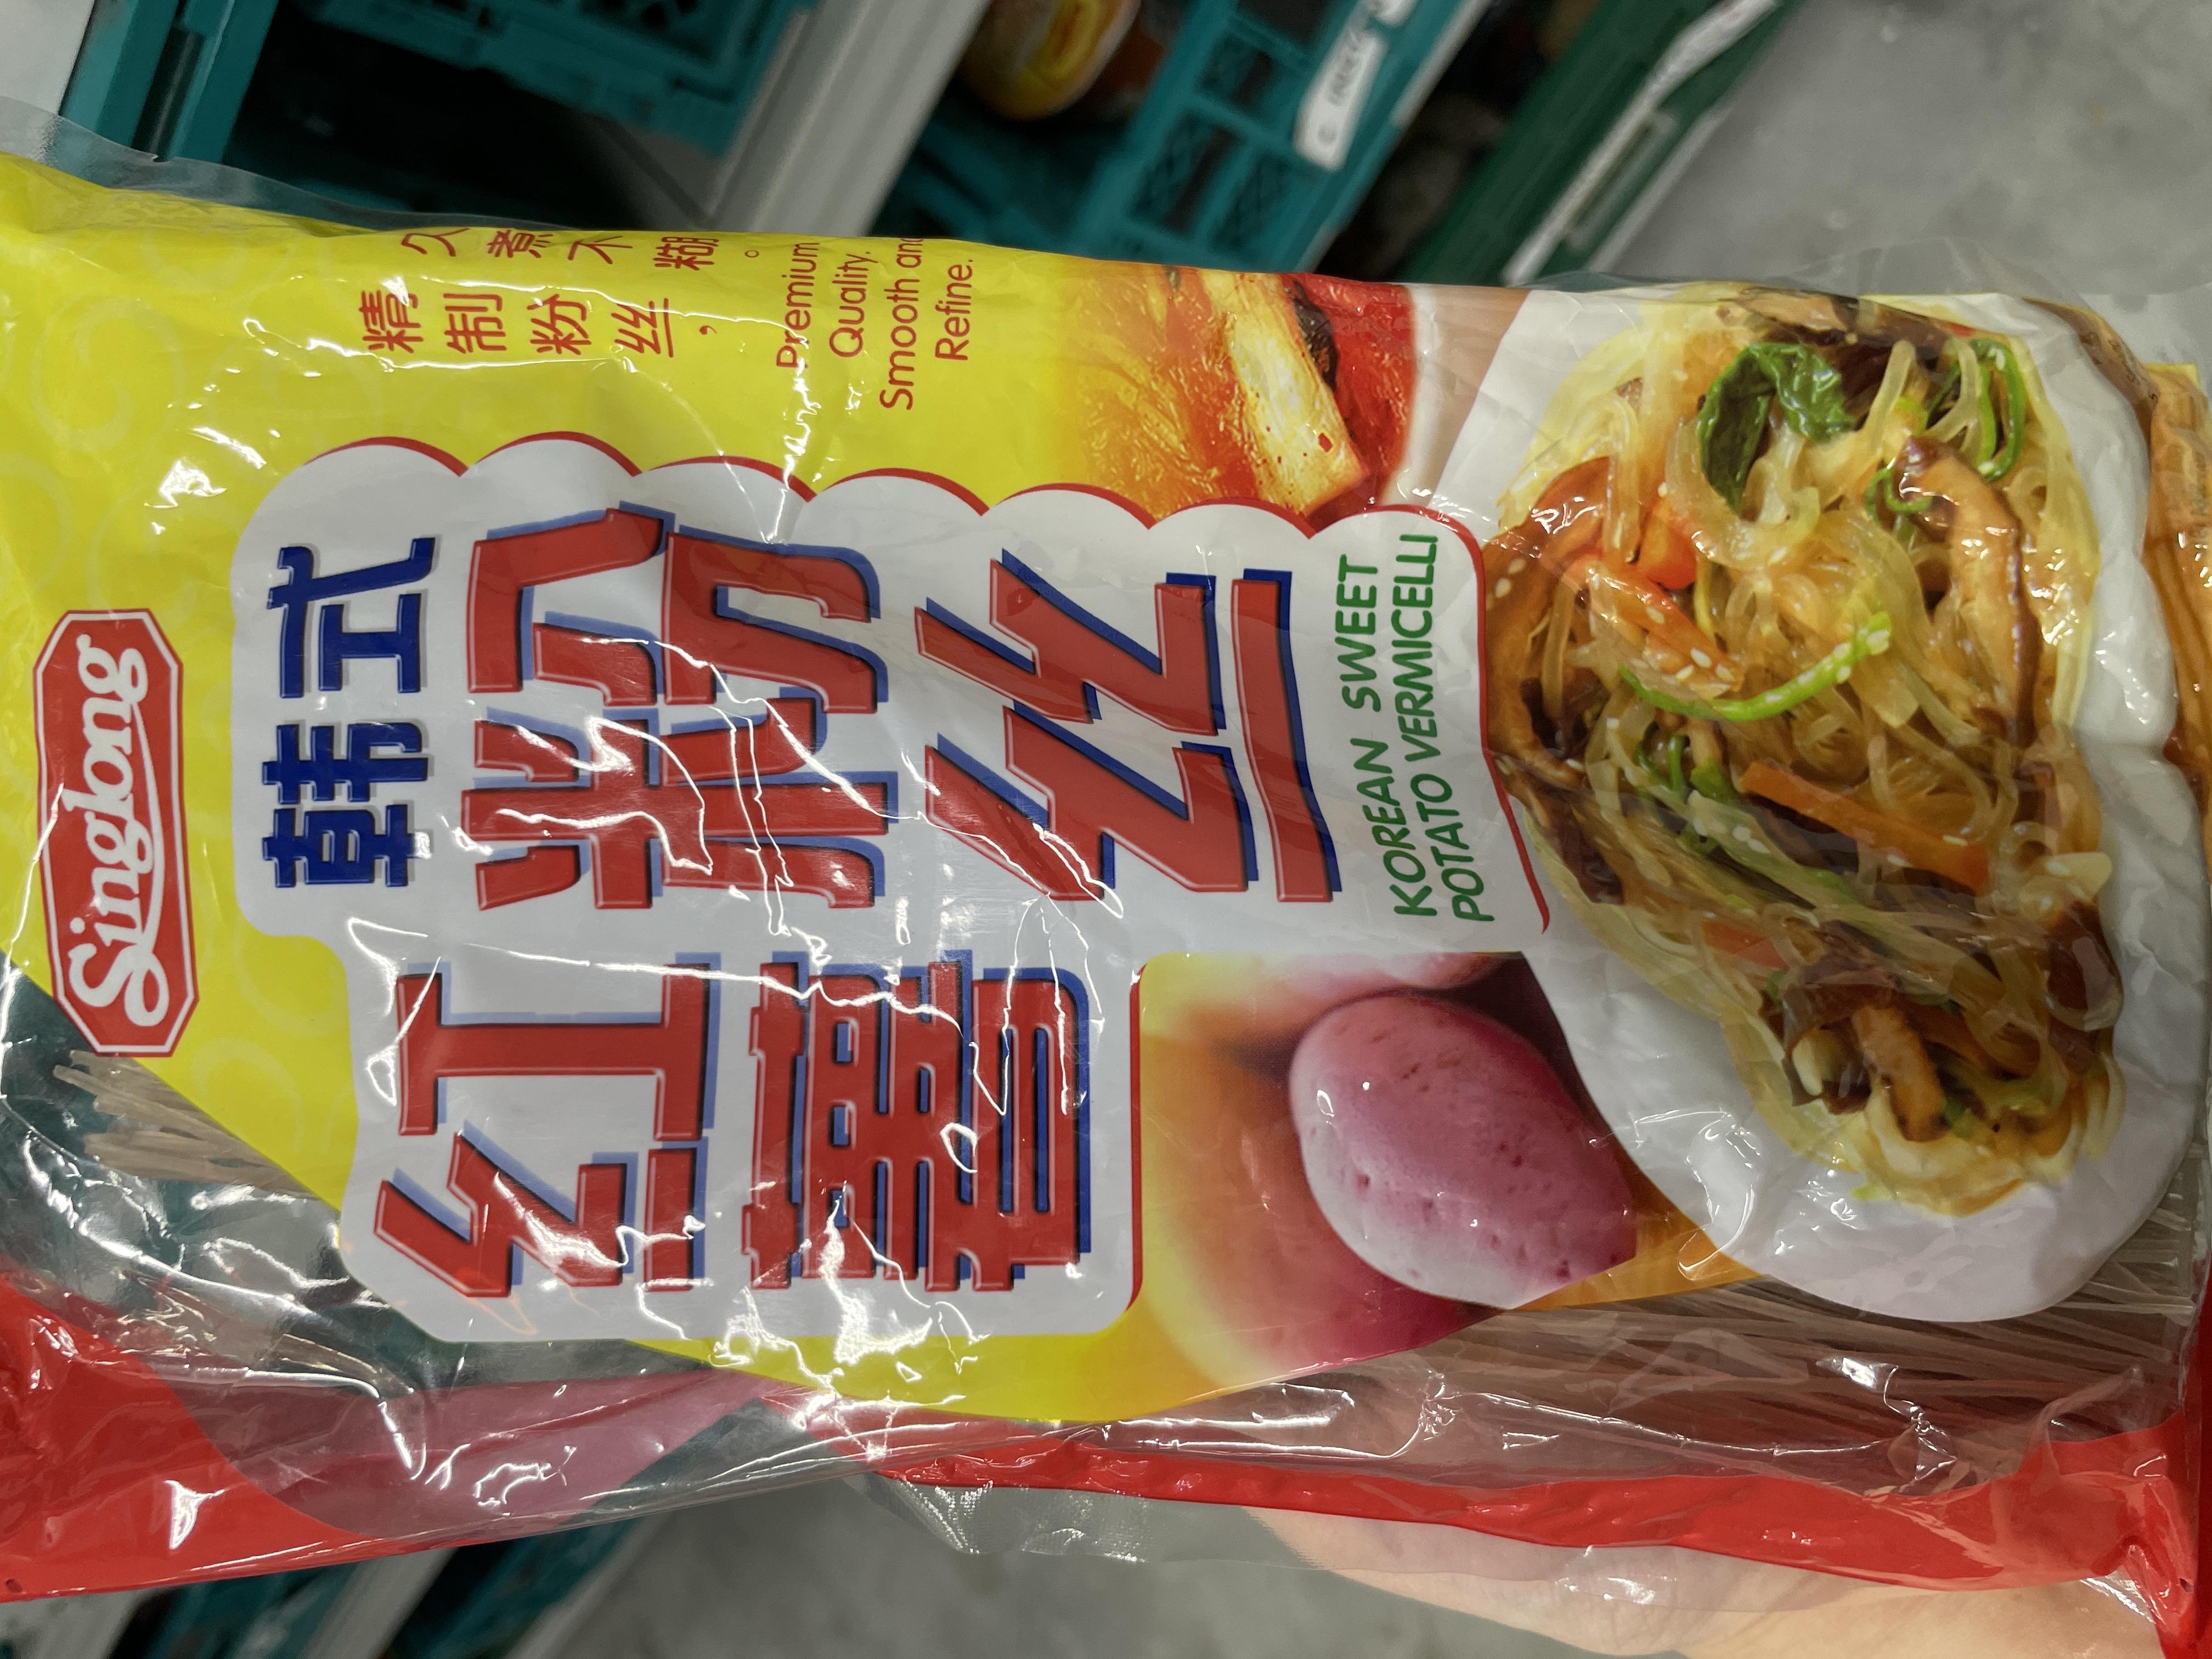 Singlong
韩式
红薯
粉丝
KOREAN SWEET
POTATO VERMICELLI
精制粉丝，
久煮不糊。
Premium
Quality.
Smooth and
Refine.